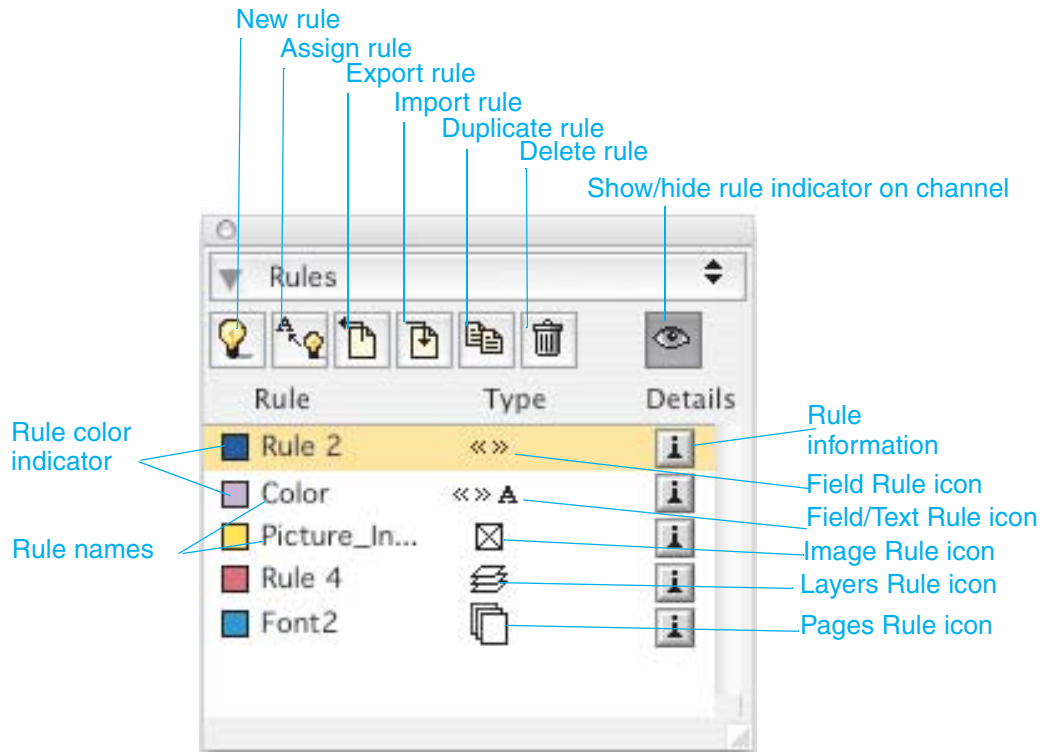 New rule
Assign rule
Export rule
Import rule
Duplicate rule
Delete rule
Show/hide rule indicator on channel
Rules
Rule Type Details
Rule color
indicator
Rule 2 «»
Rule
information
Field Rule icon
Color «» A
Field/Text Rule icon
Rule names
Picture_In...
Image Rule icon
Rule 4
Layers Rule icon
Font2
Pages Rule icon